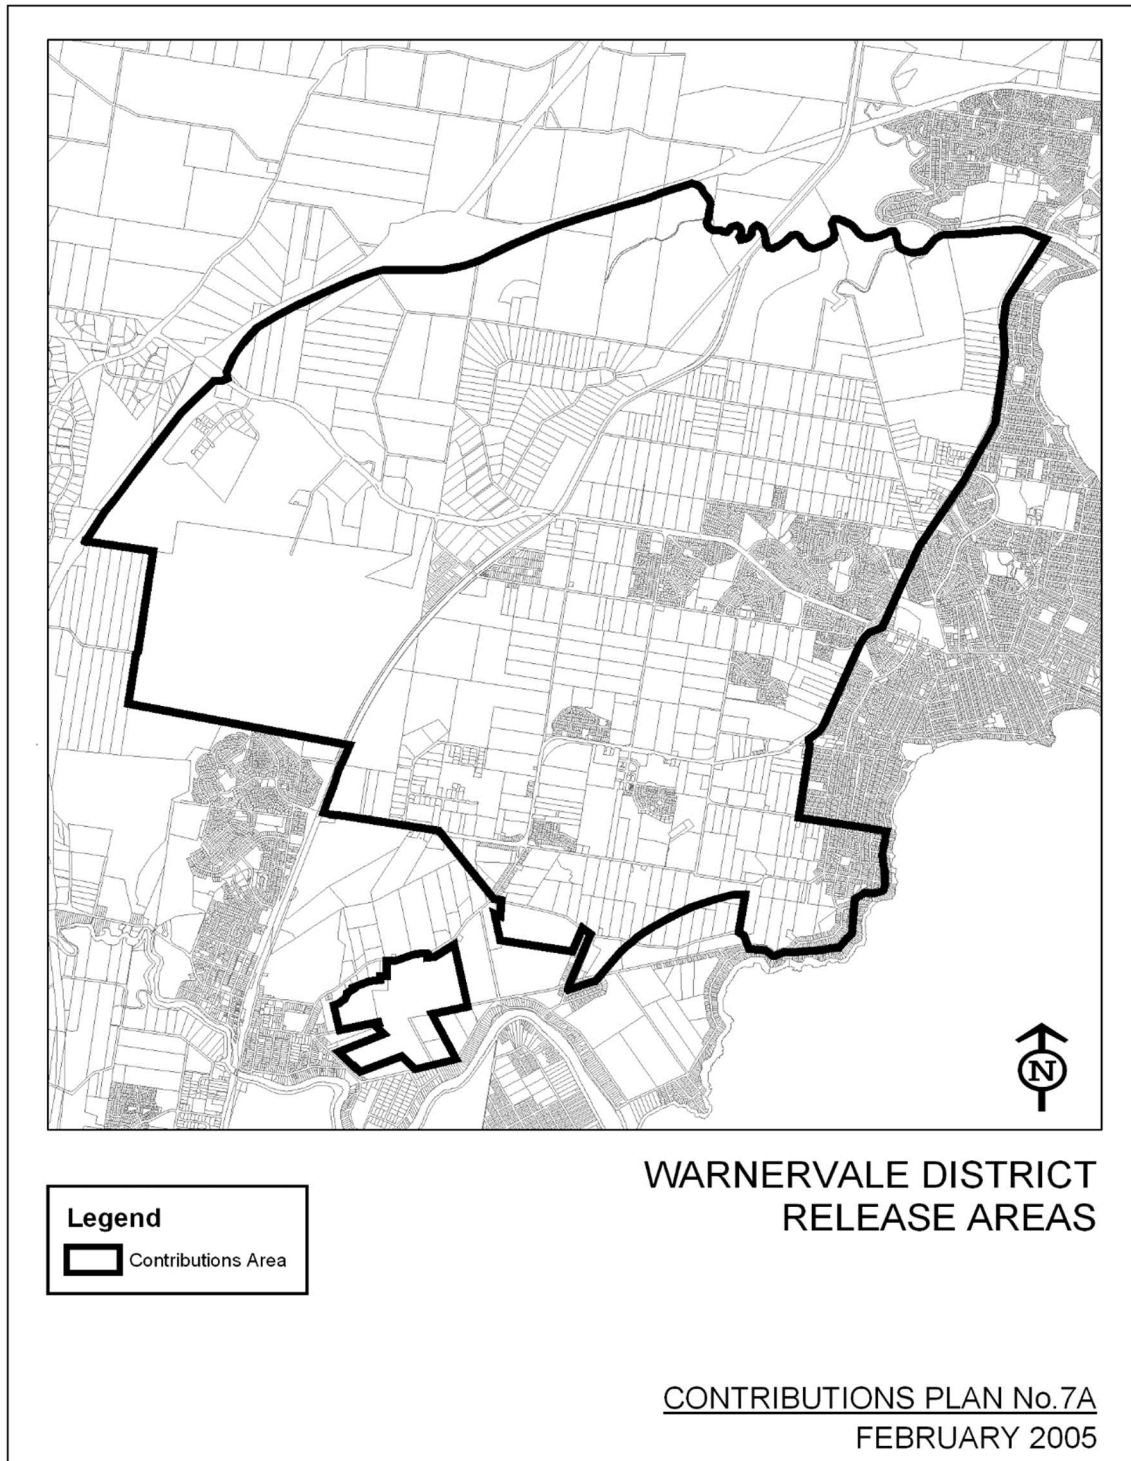 N
WARNERVALE DISTRICT
RELEASE AREAS
Legend
Contributions Area
CONTRIBUTIONS PLAN No.7A
FEBRUARY 2005